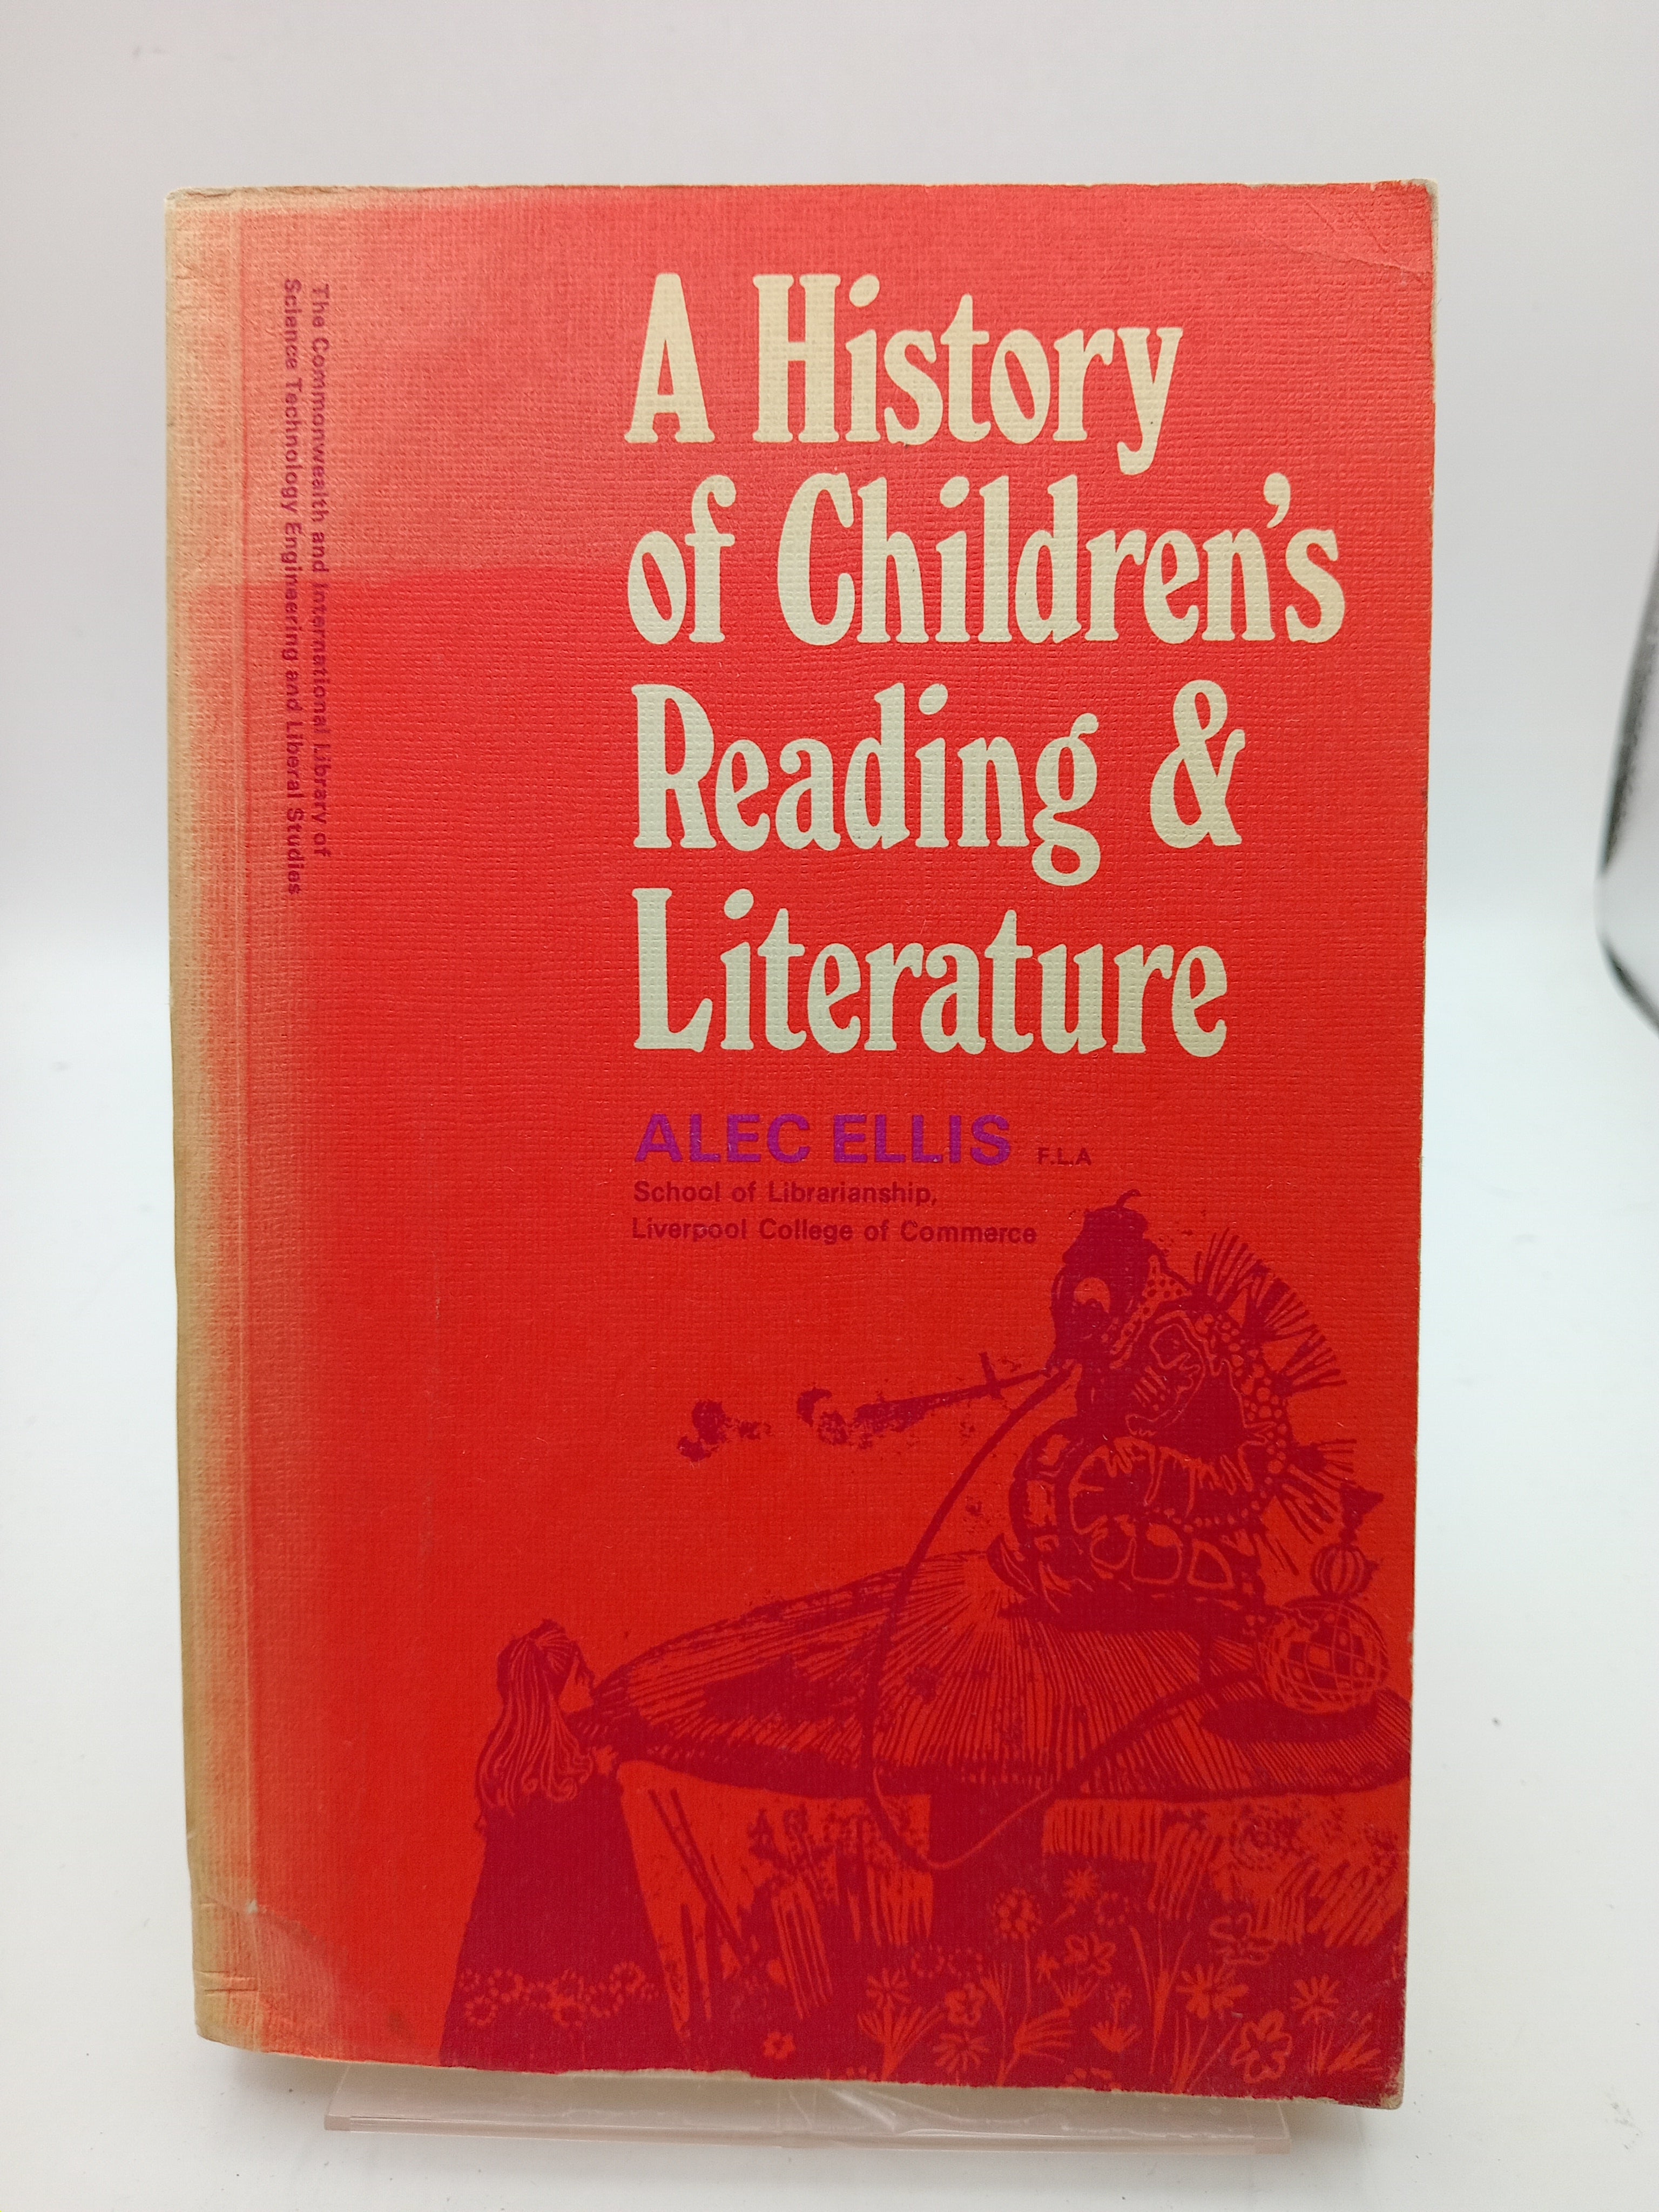 The Commonwealth and International Library of
Science Technology Engineering and Liberal Studies
A History
of Children's
Reading &
Literature
ALEC ELLIS F.L.A
School of Librarianship,
Liverpool College of Commerce